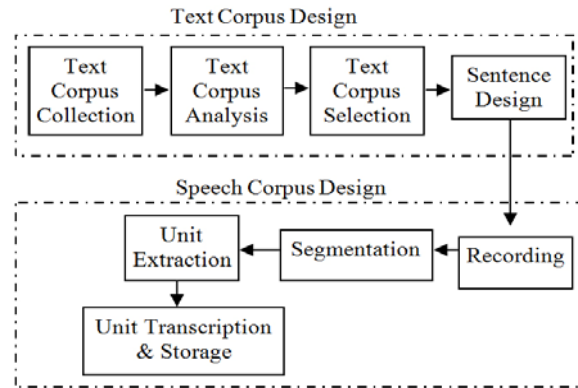 Text Corpus Design
Text
Corpus
Collection
Text
Corpus
Analysis
Text
Corpus
Selection
Sentence
Design
Speech Corpus Design
Unit
Extraction
Segmentation
Recording
Unit Transcription
& Storage